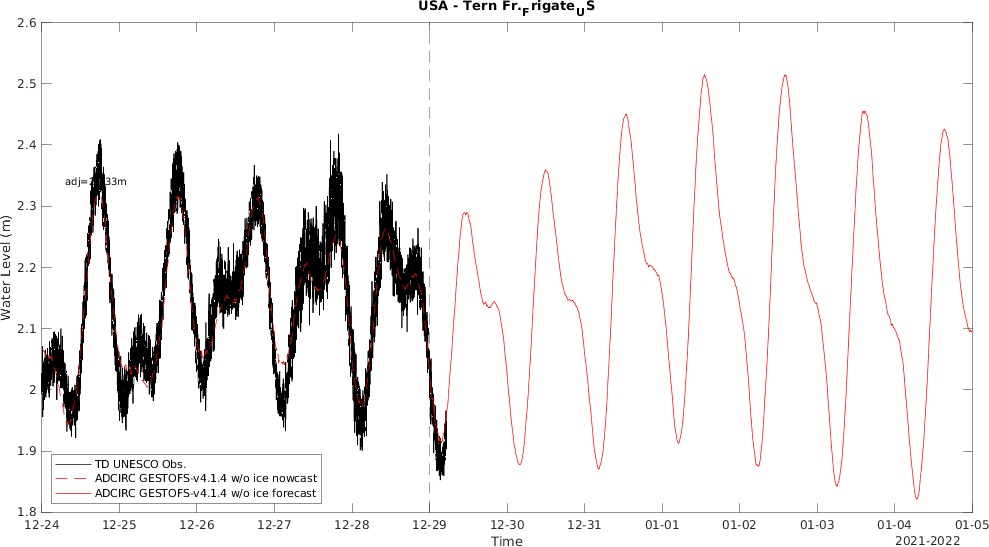 USA - Tern Fr.FrigateUS
2.6
2.5
2.4
2.3
2.2
2.1
2
1.9
1.8
Water Level (m)
TD UNESCO Obs.
ADCIRC GESTOFS-v4.1.4 w/o ice nowcast
ADCIRC GESTOFS-v4.1.4 w/o ice forecast
12-24 12-25 12-26 12-27 12-28 12-29 12-30 12-31 01-01 01-02 01-03 01-04 01-05
Time
2021-2022